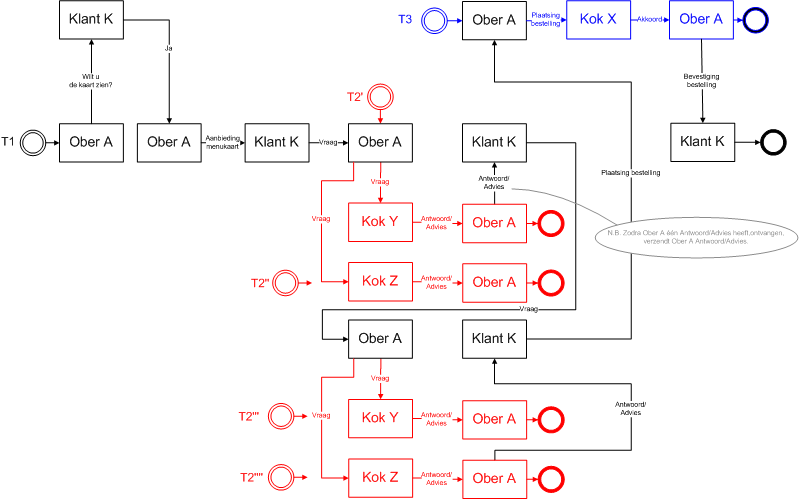 Klant K
T3
Ober A
Plaatsing
bestelling
Kok X
Akkoord
Ober A
Wilt u
de kaart zien?
Ja
Bevestiging
bestelling
T2'
T1
Ober A
Ober A
Aanbieding
menukaart
Klant K
Vraag
Ober A
Klant K
Klant K
Vraag
Antwoord/
Advies
Plaatsing bestelling
Vraag
Kok Y
Antwoord/
Advies
Ober A
N.B. Zodra Ober A één Antwoord/Advies heeft ontvangen,
verzendt Ober A Antwoord/Advies.
T2"
Kok Z
Antwoord/
Advies
Ober A
Vraag
Ober A
Klant K
Vraag
T2"'
Vraag
Kok Y
Antwoord/
Advies
Ober A
Antwoord/
Advies
T2""
Kok Z
Antwoord/
Advies
Ober A